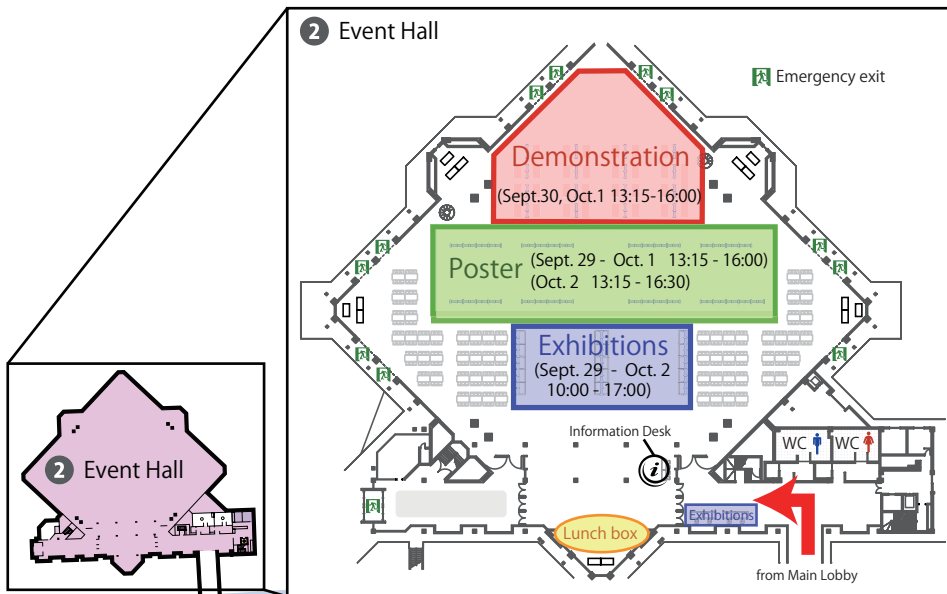 2 Event Hall
Emergency exit
Demonstration
(Sept.30, Oct.1 13:15-16:00)
Poster (Sept. 29 - Oct. 1 13:15 - 16:00)
(Oct. 2 13:15 - 16:30)
Exhibitions
(Sept. 29 - Oct. 2
10:00 - 17:00)
Information Desk
i
WC
WC
Exhibitions
Lunch box
from Main Lobby
2 Event Hall